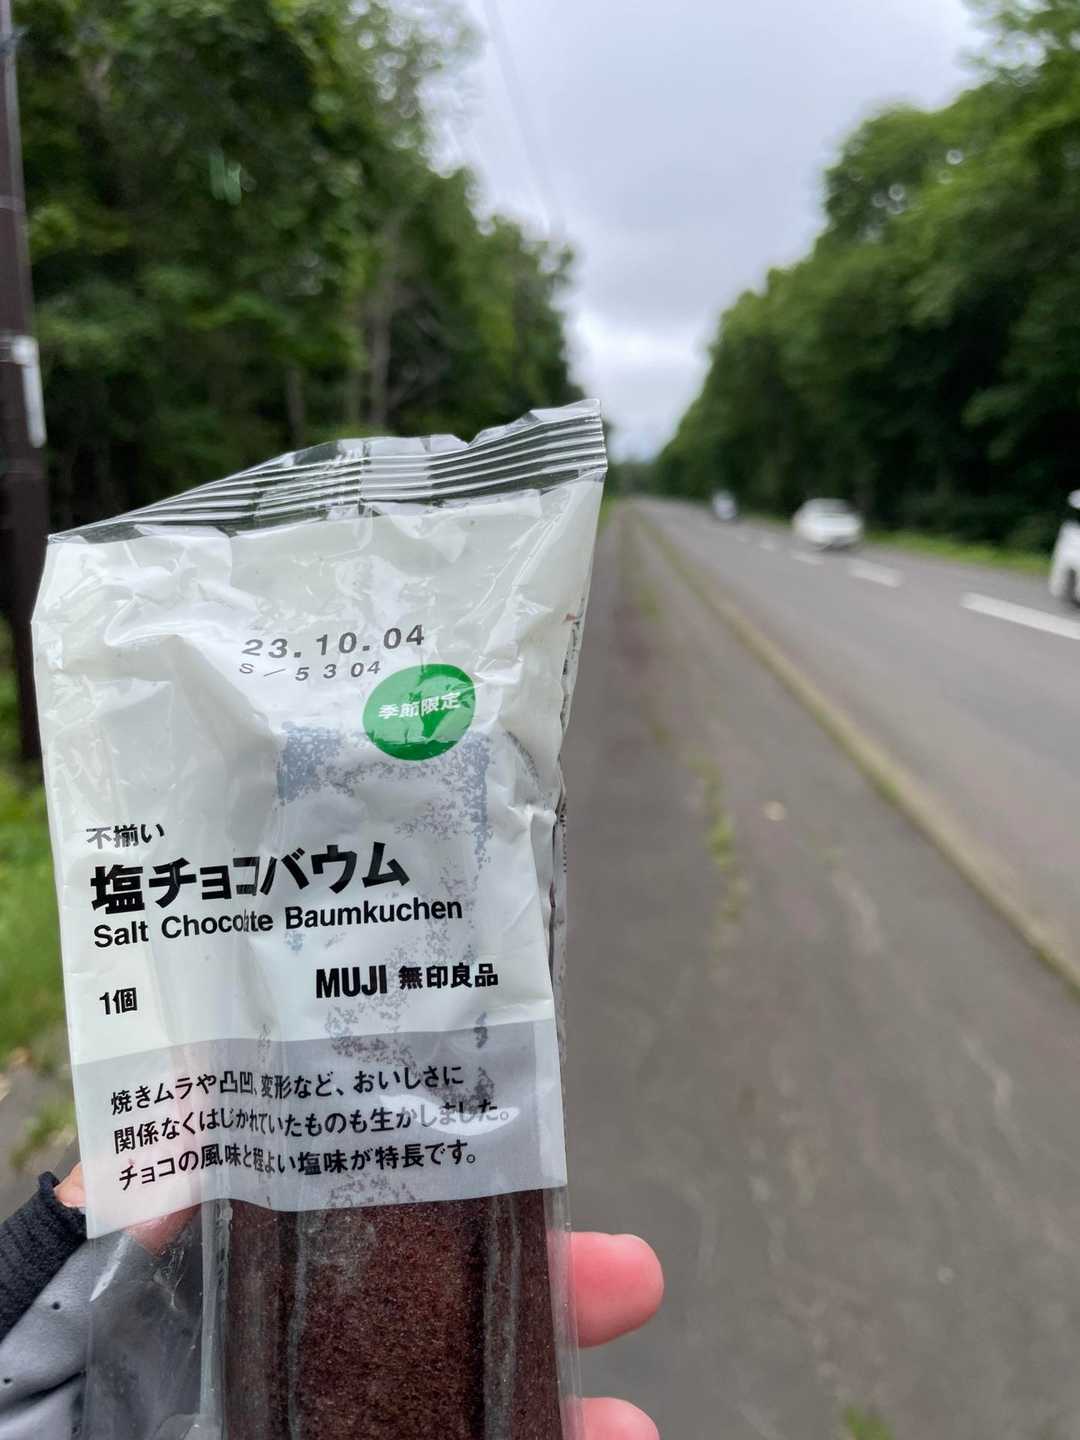 23.10.04
S/5304
季節限定
不揃い
塩チョコバウム
Salt Chocolate Baumkuchen
1個
MUJI 無印良品
焼きムラや凸凹、変形など、おいしさに
関係なくはじかれていたものも生かしました。
チョコの風味と程よい塩味が特長です。